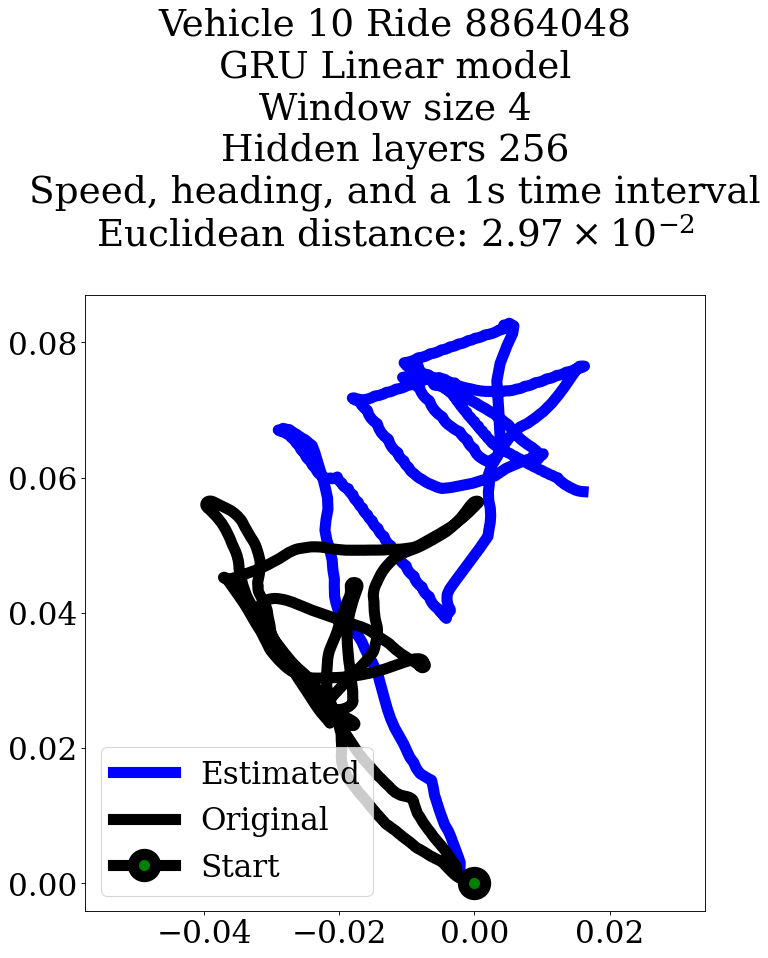 Vehicle 10 Ride 8864048
GRU Linear model
Window size 4
Hidden layers 256
Speed, heading, and a 1s time interval
Euclidean distance: 2.97 × 10⁻²
0.08
0.06
0.04
0.02
0.00
Estimated
Original
Start
−0.04 −0.02 0.00 0.02